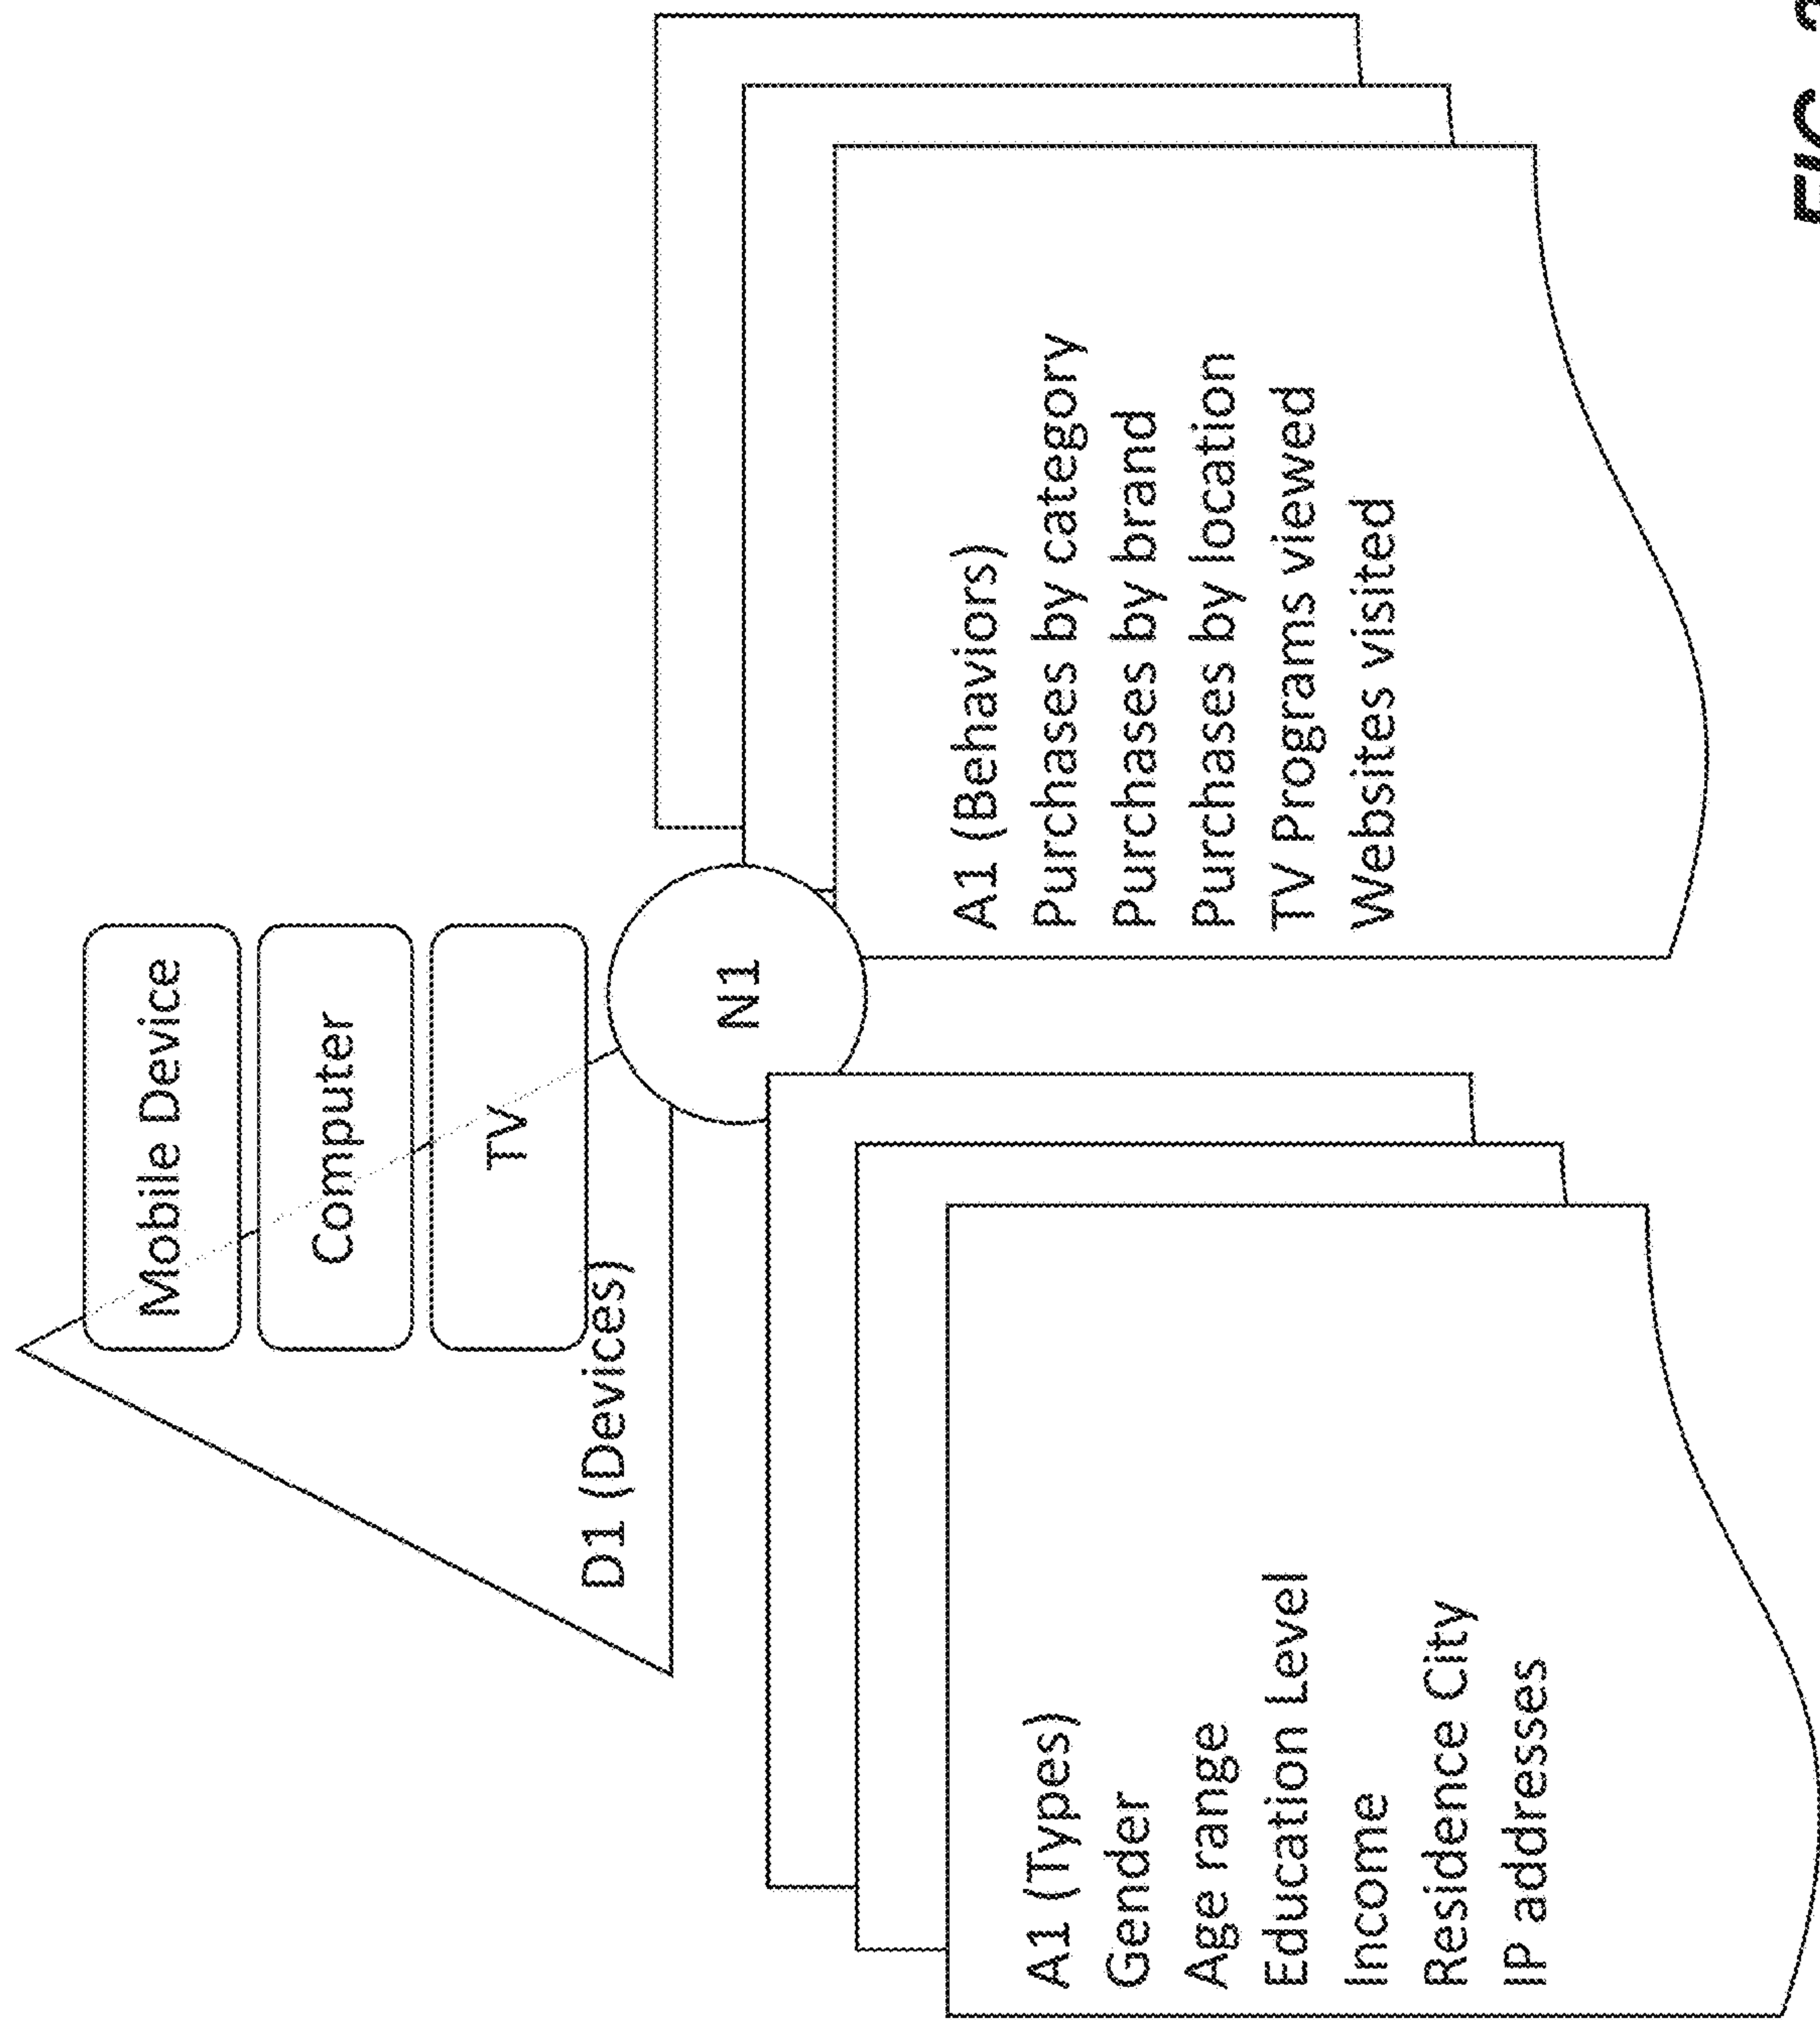 Mobile Device
Computer
TV
D1 (Devices)
N1
A1 (Types)
Gender
Age range
Education Level
Income
Residence City
IP addresses
A1 (Behaviors)
Purchases by category
Purchases by brand
Purchases by location
TV Programs viewed
Websites visited